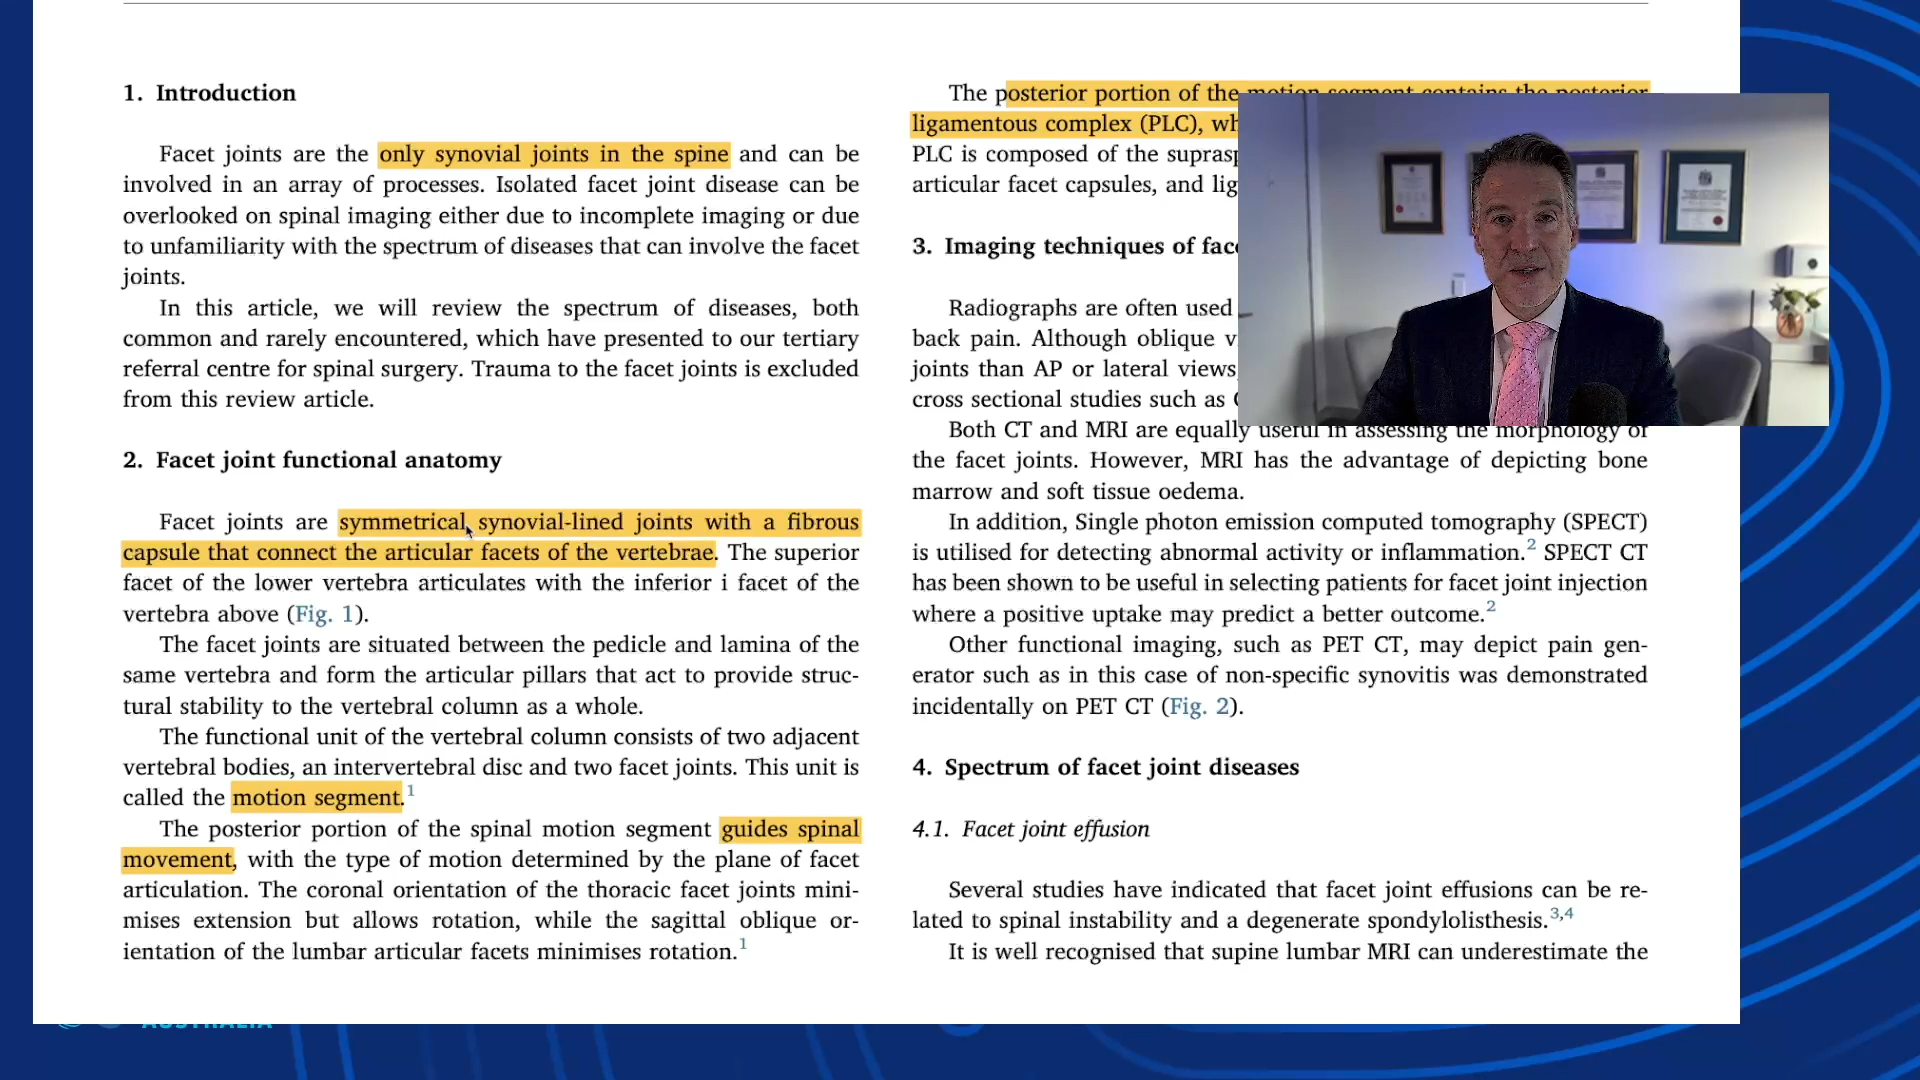 1. Introduction
Facet joints are the only synovial joints in the spine and can be
involved in an array of processes. Isolated facet joint disease can be
overlooked on spinal imaging either due to incomplete imaging or due
to unfamiliarity with the spectrum of diseases that can involve the facet
joints.
In this article, we will review the spectrum of diseases, both
common and rarely encountered, which have presented to our tertiary
referral centre for spinal surgery. Trauma to the facet joints is excluded
from this review article.
2. Facet joint functional anatomy
Facet joints are symmetrical, synovial-lined joints with a fibrous
capsule that connect the articular facets of the vertebrae. The superior
facet of the lower vertebra articulates with the inferior i facet of the
vertebra above (Fig. 1).
The facet joints are situated between the pedicle and lamina of the
same vertebra and form the articular pillars that act to provide struc-
tural stability to the vertebral column as a whole.
The functional unit of the vertebral column consists of two adjacent
vertebral bodies, an intervertebral disc and two facet joints. This unit is
called the motion segment.1
The posterior portion of the spinal motion segment guides spinal
movement, with the type of motion determined by the plane of facet
articulation. The coronal orientation of the thoracic facet joints mini-
mises extension but allows rotation, while the sagittal oblique or-
ientation of the lumbar articular facets minimises rotation.1
The posterior portion of the motion segment contains the posterior
ligamentous complex (PLC), wh
PLC is composed of the supras
articular facet capsules, and lig
3. Imaging techniques of fac
Radiographs are often used
back pain. Although oblique v
joints than AP or lateral views,
cross sectional studies such as
Both CT and MRI are equally useful in assessing the morphology of
the facet joints. However, MRI has the advantage of depicting bone
marrow and soft tissue oedema.
In addition, Single photon emission computed tomography (SPECT)
is utilised for detecting abnormal activity or inflammation.2 SPECT CT
has been shown to be useful in selecting patients for facet joint injection
where a positive uptake may predict a better outcome.2
Other functional imaging, such as PET CT, may depict pain gen-
erator such as in this case of non-specific synovitis was demonstrated
incidentally on PET CT (Fig. 2).
4. Spectrum of facet joint diseases
4.1. Facet joint effusion
Several studies have indicated that facet joint effusions can be re-
lated to spinal instability and a degenerate spondylolisthesis.3,4
It is well recognised that supine lumbar MRI can underestimate the
AUSTRALIA